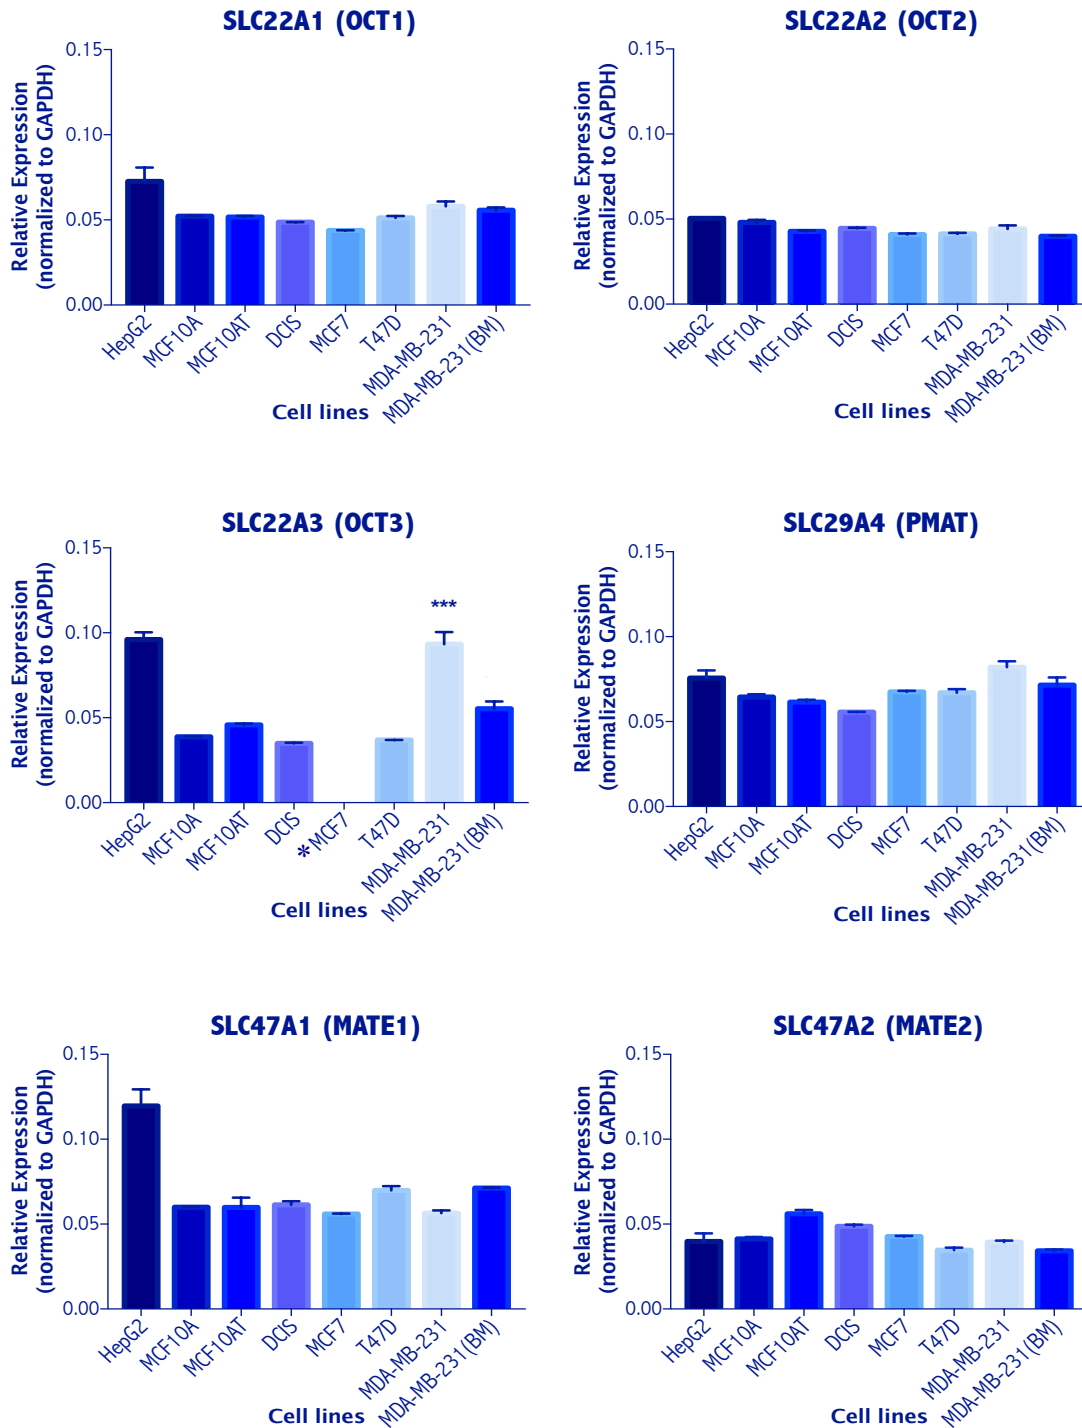 SLC22A1 (OCT1)
Relative Expression
(normalized to GAPDH)
0.15
0.10
0.05
0.00
HepG2
MCF10A
MCF10AT
DCIS
MCF7
T47D
MDA-MB-231
MDA-MB-231(BM)
Cell lines
SLC22A2 (OCT2)
Relative Expression
(normalized to GAPDH)
0.15
0.10
0.05
0.00
HepG2
MCF10A
MCF10AT
DCIS
MCF7
T47D
MDA-MB-231
MDA-MB-231(BM)
Cell lines
SLC22A3 (OCT3)
Relative Expression
(normalized to GAPDH)
0.15
0.10
0.05
0.00
***
HepG2
MCF10A
MCF10AT
DCIS
*MCF7
T47D
MDA-MB-231
MDA-MB-231(BM)
Cell lines
SLC29A4 (PMAT)
Relative Expression
(normalized to GAPDH)
0.15
0.10
0.05
0.00
HepG2
MCF10A
MCF10AT
DCIS
MCF7
T47D
MDA-MB-231
MDA-MB-231(BM)
Cell lines
SLC47A1 (MATE1)
Relative Expression
(normalized to GAPDH)
0.15
0.10
0.05
0.00
HepG2
MCF10A
MCF10AT
DCIS
MCF7
T47D
MDA-MB-231
MDA-MB-231(BM)
Cell lines
SLC47A2 (MATE2)
Relative Expression
(normalized to GAPDH)
0.15
0.10
0.05
0.00
HepG2
MCF10A
MCF10AT
DCIS
MCF7
T47D
MDA-MB-231
MDA-MB-231(BM)
Cell lines